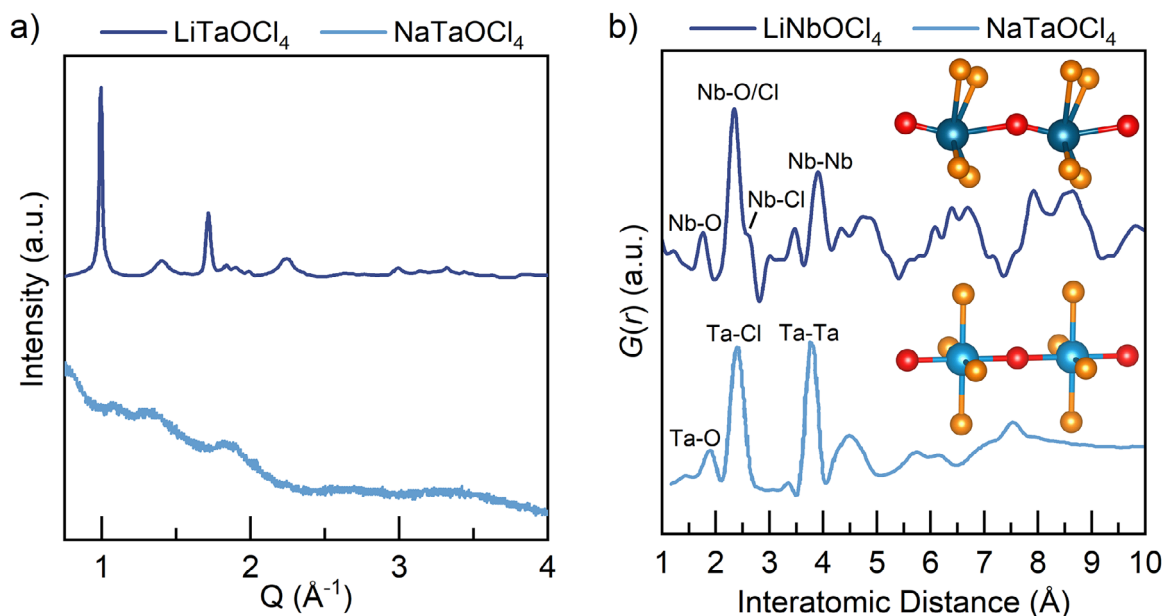 a)
LiTaOCl₄ NaTaOCl₄
Intensity (a.u.)
1 2 3 4
Q (Å⁻¹)
b)
LiNbOCl₄ NaTaOCl₄
Nb-O/Cl
Nb-Nb
Nb-Cl
Nb-O
Ta-Cl Ta-Ta
Ta-O
G(r) (a.u.)
1 2 3 4 5 6 7 8 9 10
Interatomic Distance (Å)